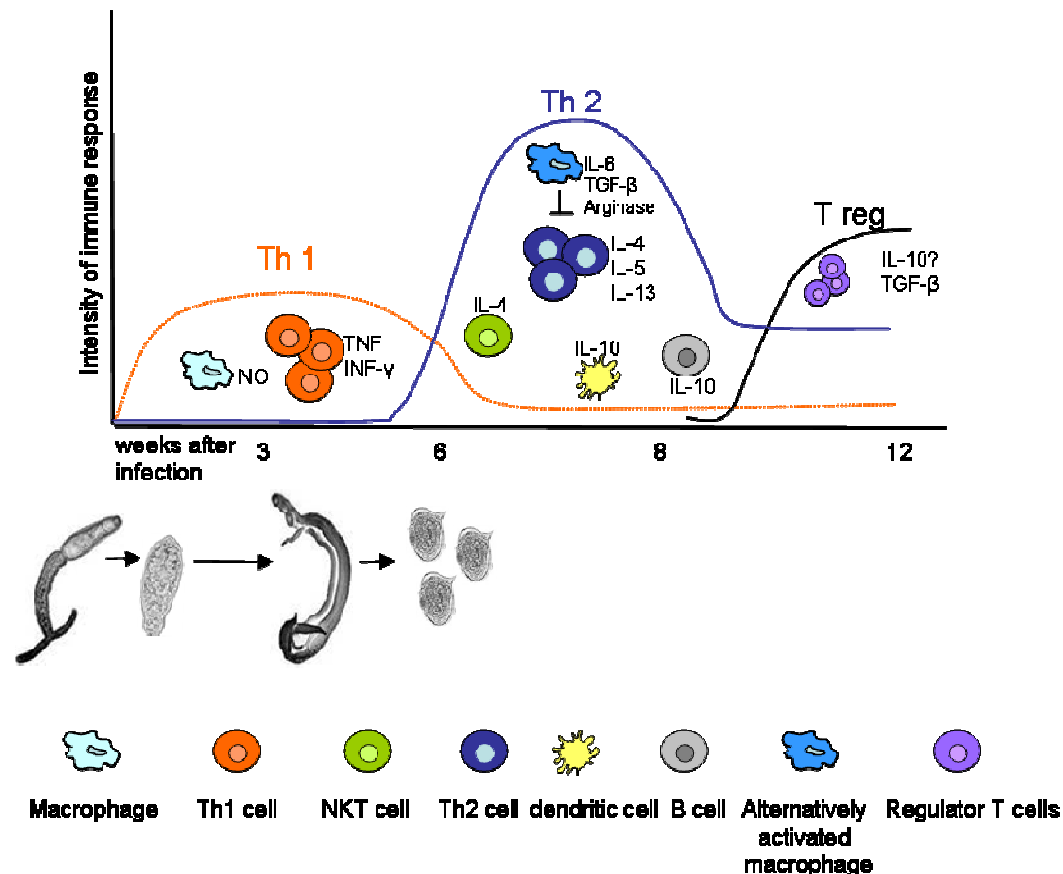 Intensity of immune response
Th 1
Th 2
T reg
IL-6
TGF-β
Arginase
IL-4
IL-5
IL-13
IL-10?
TGF-β
IL-4
TNF
INF-γ
NO
IL-10
IL-10
weeks after
infection
3 6 8 12
Macrophage Th1 cell NKT cell Th2 cell dendritic cell B cell Alternatively Regulator T cells
activated
macrophage